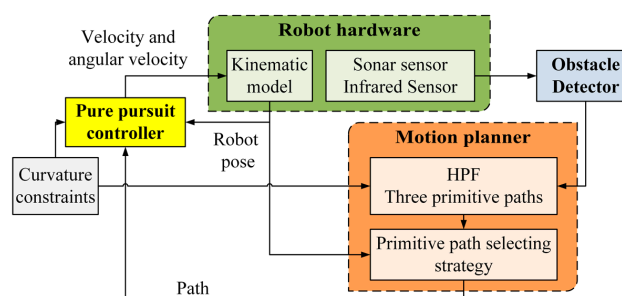 Velocity and
angular velocity
Robot hardware
Kinematic
model
Sonar sensor
Infrared Sensor
Obstacle
Detector
Pure pursuit
controller
Robot
pose
Motion planner
Curvature
constraints
HPF
Three primitive paths
Primitive path selecting
strategy
Path